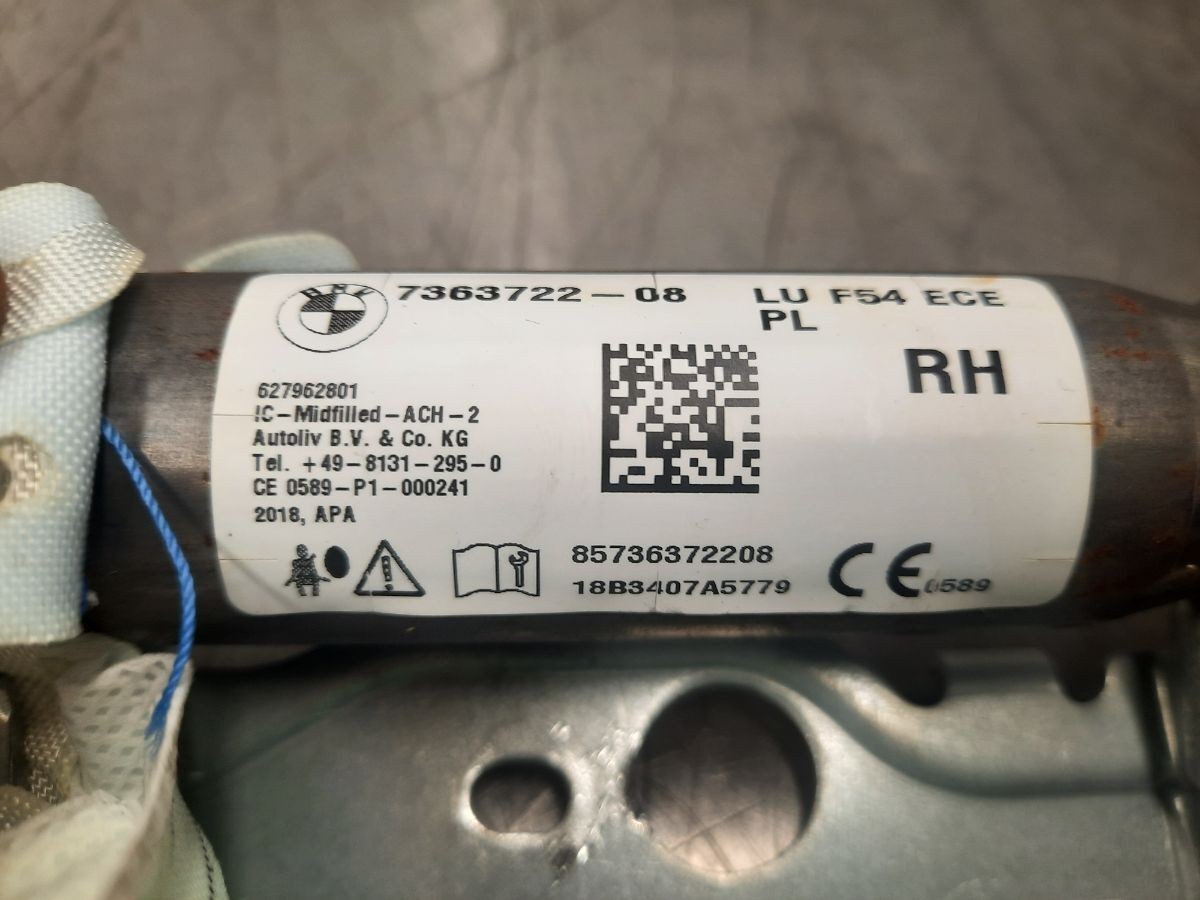 BMW 7363722-08 LU F54 ECE
PL
RH
627962801
IC-Midfilled-ACH-2
Autoliv B.V. & Co. KG
Tel. +49-8131-295-0
CE 0589-P1-000241
2018, APA
85736372208
18B3407A5779
CE 0589